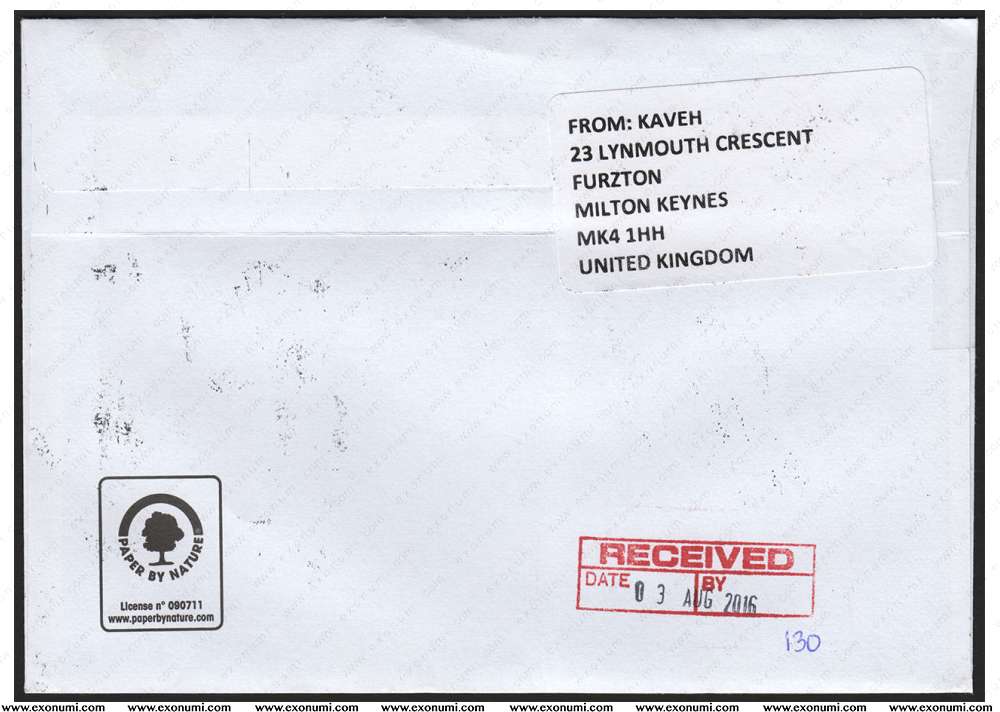 FROM: KAVEH
23 LYNMOUTH CRESCENT
FURZTON
MILTON KEYNES
MK4 1HH
UNITED KINGDOM
PAPER BY NATURE
License n° 090711
www.paperbynature.com
RECEIVED
DATE BY
03 AUG 2016
130
www.exonumi.com www.exonumi.com www.exonumi.com www.exonumi.com www.exonumi.com www.exonumi.com www.exonumi.com www.exonumi.com